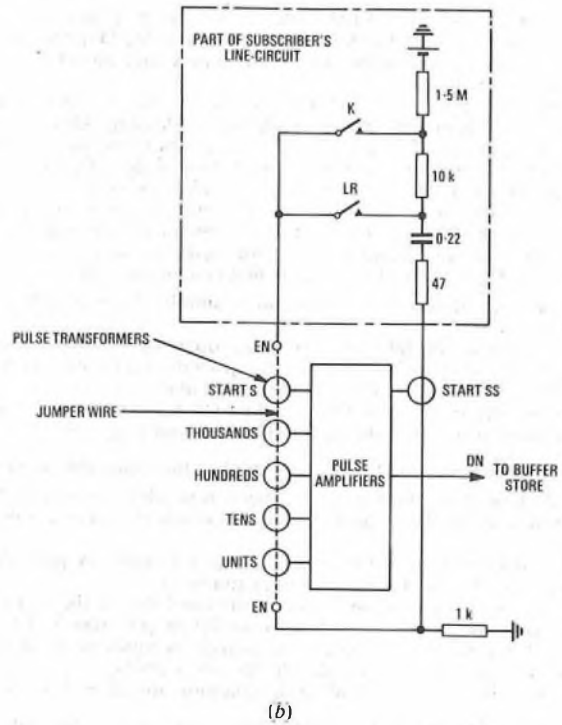 PART OF SUBSCRIBER'S
LINE-CIRCUIT
1·5 M
K
10 k
LR
0·22
47
EN
PULSE TRANSFORMERS
START S
START SS
JUMPER WIRE
THOUSANDS
HUNDREDS
PULSE
AMPLIFIERS
DN
TO BUFFER
STORE
TENS
UNITS
EN
1 k
(b)